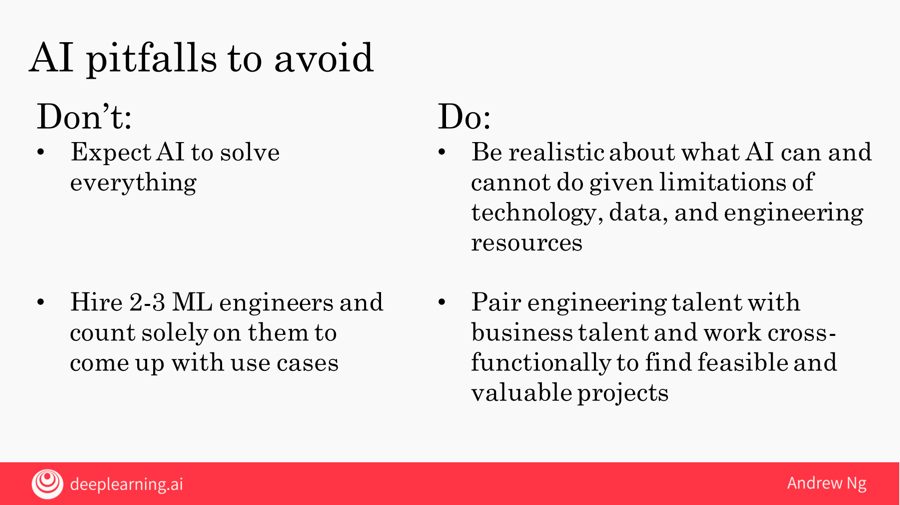 AI pitfalls to avoid
Don’t:
• Expect AI to solve
everything
• Hire 2-3 ML engineers and
count solely on them to
come up with use cases
Do:
• Be realistic about what AI can and
cannot do given limitations of
technology, data, and engineering
resources
• Pair engineering talent with
business talent and work cross-
functionally to find feasible and
valuable projects
deeplearning.ai
Andrew Ng